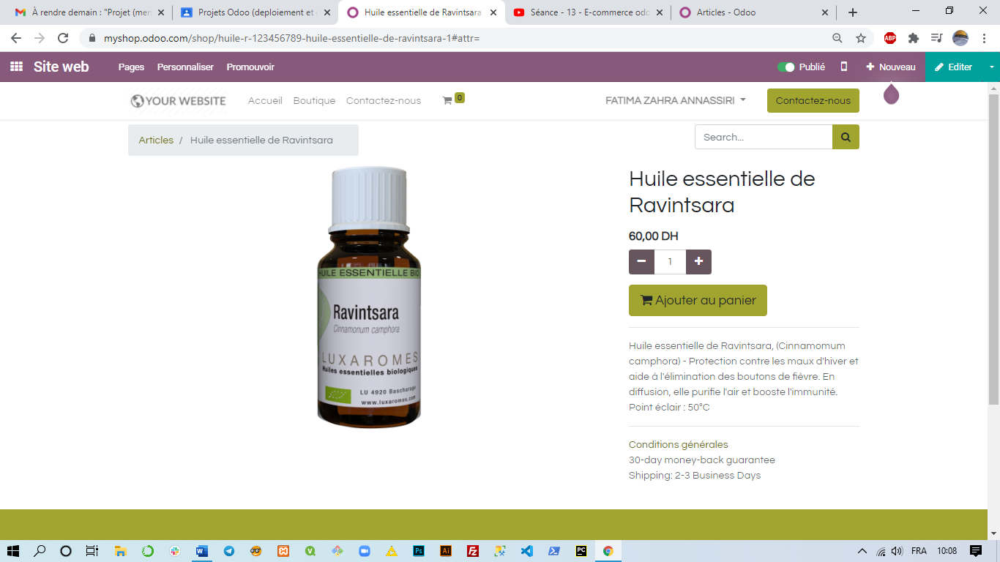 À rendre demain : "Projet (mer
Projets Odoo (deploiement et
Huile essentielle de Ravintsara
Séance - 13 - E-commerce odo
Articles - Odoo
myshop.odoo.com/shop/huile-r-123456789-huile-essentielle-de-ravintsara-1#attr=
ABP
Site web
Pages
Personnaliser
Promouvoir
Publié
Nouveau
Editer
YOUR WEBSITE
Accueil
Boutique
Contactez-nous
0
FATIMA ZAHRA ANNASSIRI
Contactez-nous
Articles / Huile essentielle de Ravintsara
Search...
Huile essentielle de
Ravintsara
60,00 DH
1
Ajouter au panier
HUILE ESSENTIELLE BIO
Ravintsara
Cinnamonum camphora
LUXAROMES
Huiles essentielles biologiques
LU 4920 Bascharage
www.luxaromes.com
Huile essentielle de Ravintsara, (Cinnamomum
camphora) - Protection contre les maux d'hiver et
aide à l'élimination des boutons de fièvre. En
diffusion, elle purifie l'air et booste l'immunité.
Point éclair : 50°C
Conditions générales
30-day money-back guarantee
Shipping: 2-3 Business Days
FRA
10:08